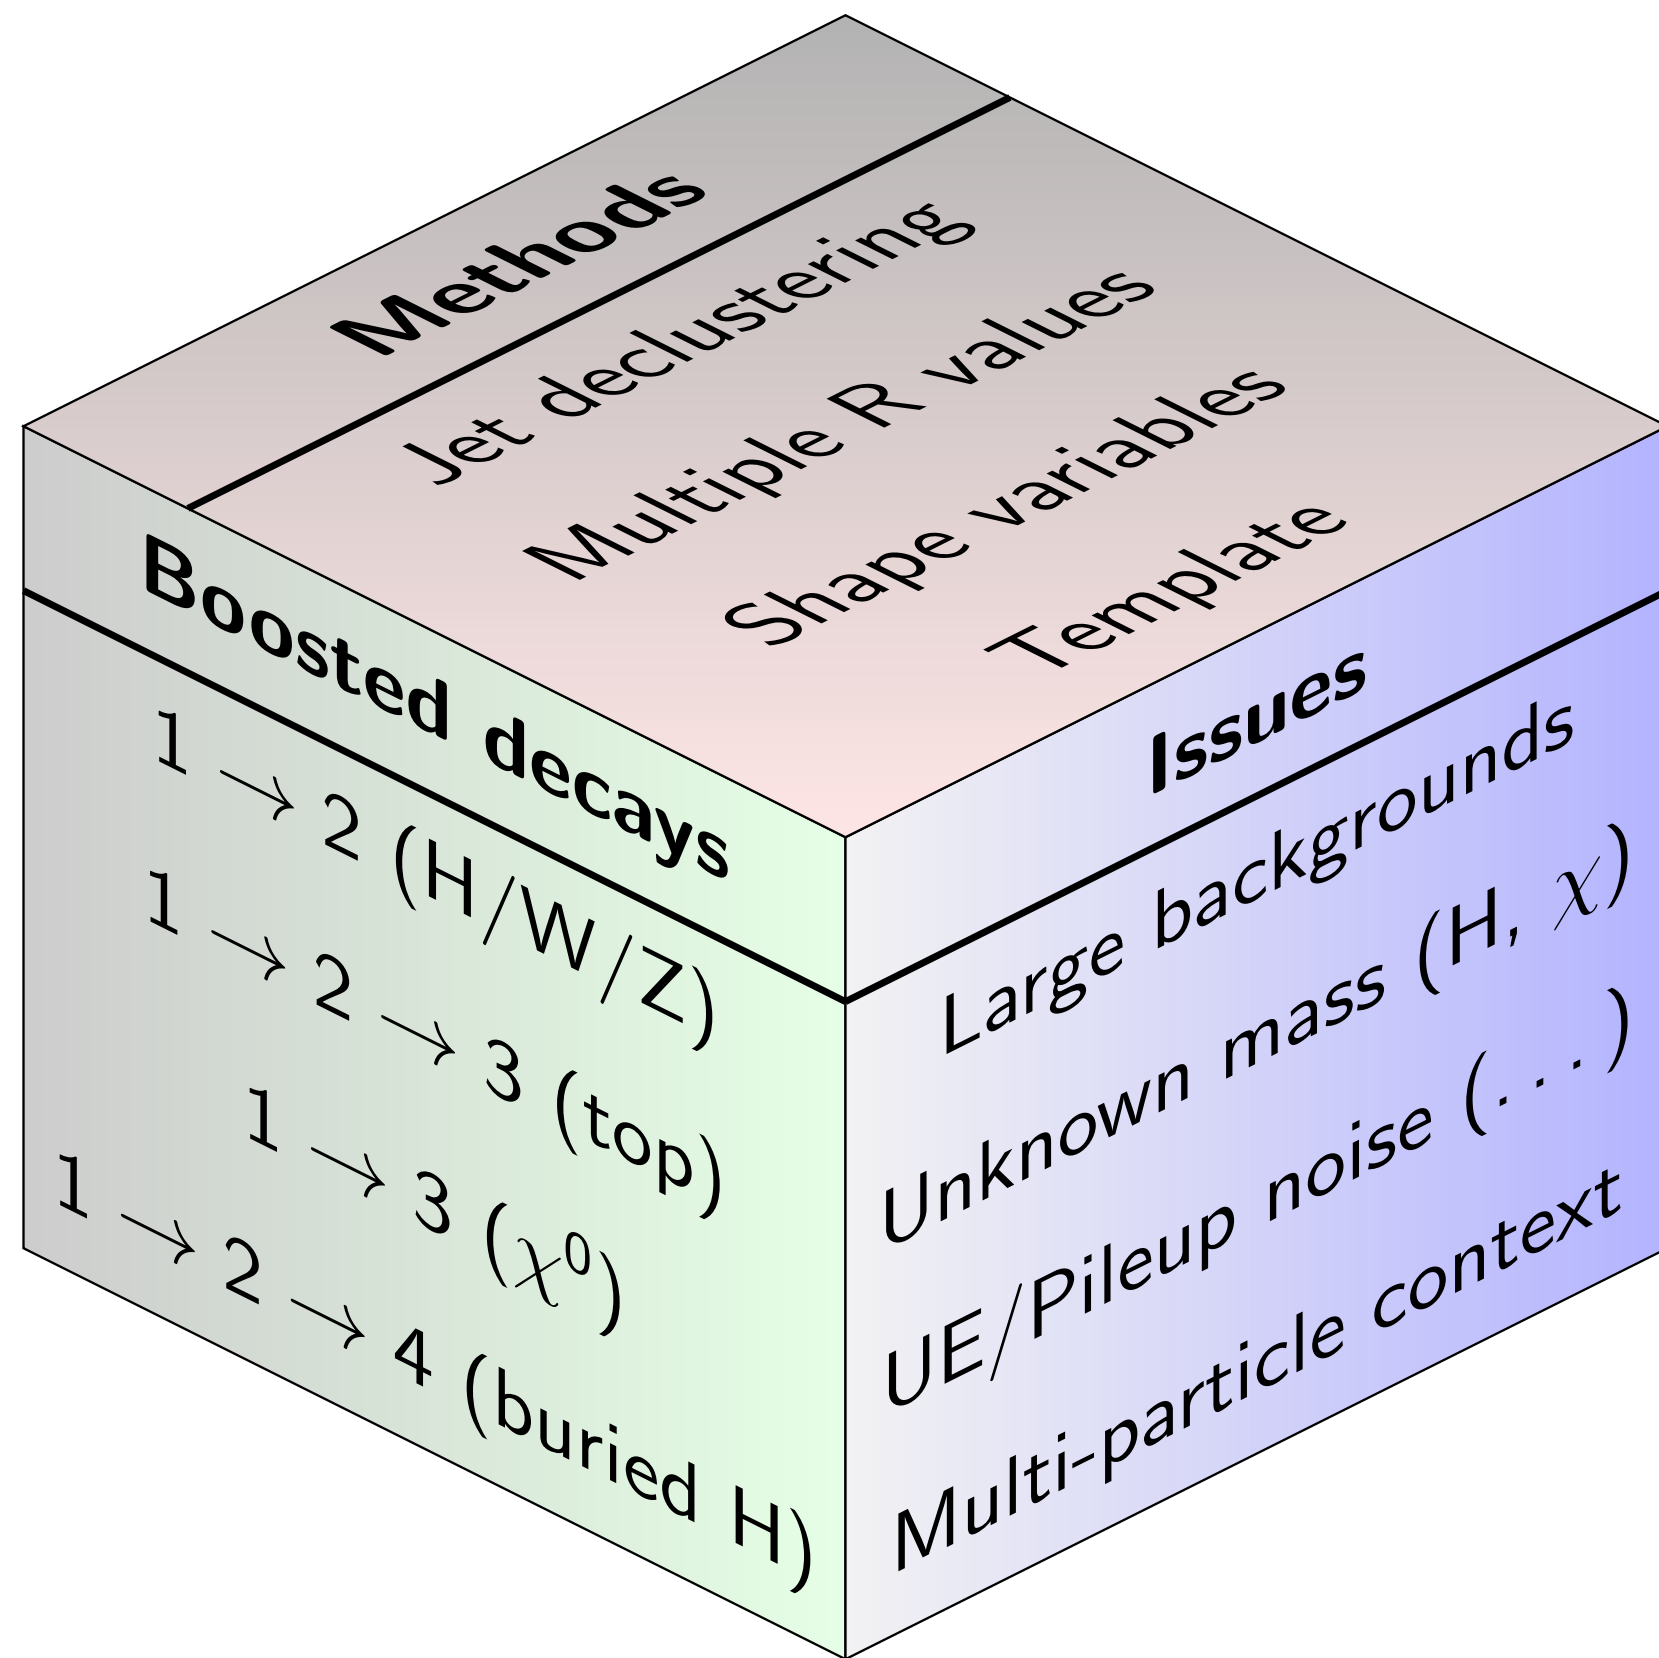 Methods
Jet declustering
Multiple R values
Shape variables
Template
Boosted decays
1 → 2 (H/W/Z)
1 → 2 → 3 (top)
1 → 3 (χ⁰)
1 → 2 → 4 (buried H)
Issues
Large backgrounds
Unknown mass (H, χ)
UE/Pileup noise (...)
Multi-particle context